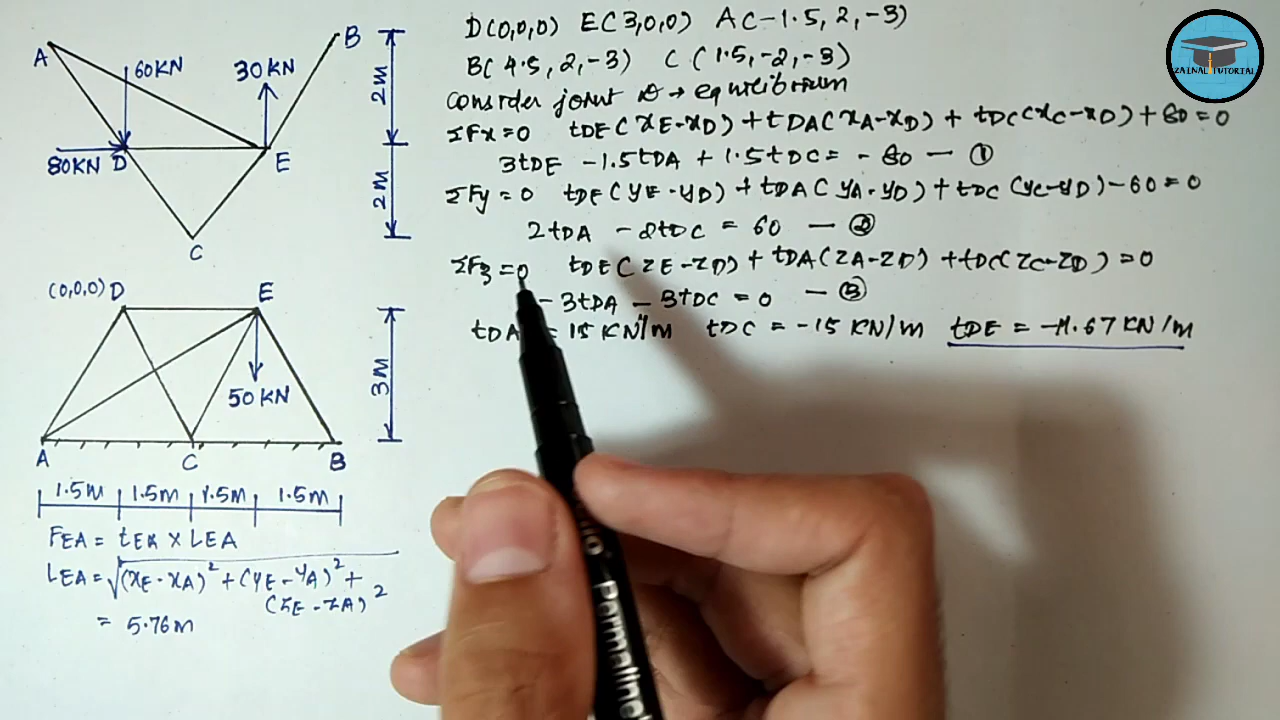 A
B
60KN
30KN
80KN
D
E
C
2M
2M
(0,0,0) D
E
50KN
3M
A
C
B
1.5M 1.5M 1.5M 1.5M
FEA = tEA × LEA
LEA = √(xE - xA)² + (yE - yA)² +
(zE - zA)²
= 5.76M
D(0,0,0) E(3,0,0) A(-1.5, 2, -3)
B(4.5, 2, -3) C(1.5, -2, -3)
Consider joint D → equilibrium
ΣFx = 0 tDE(xE - xD) + tDA(xA - xD) + tDC(xC - xD) + 80 = 0
3tDE - 1.5tDA + 1.5tDC = - 80 — ①
ΣFy = 0 tDE(yE - yD) + tDA(yA - yD) + tDC(yC - yD) - 60 = 0
2tDA - 2tDC = 60 — ②
ΣFz = 0 tDE(zE - zD) + tDA(zA - zD) + tDC(zC - zD) = 0
- 3tDA - 3tDC = 0 — ③
tDA = 15 KN/m tDC = -15 KN/m tDE = -11.67 KN/m
ZAINAL TUTORIAL